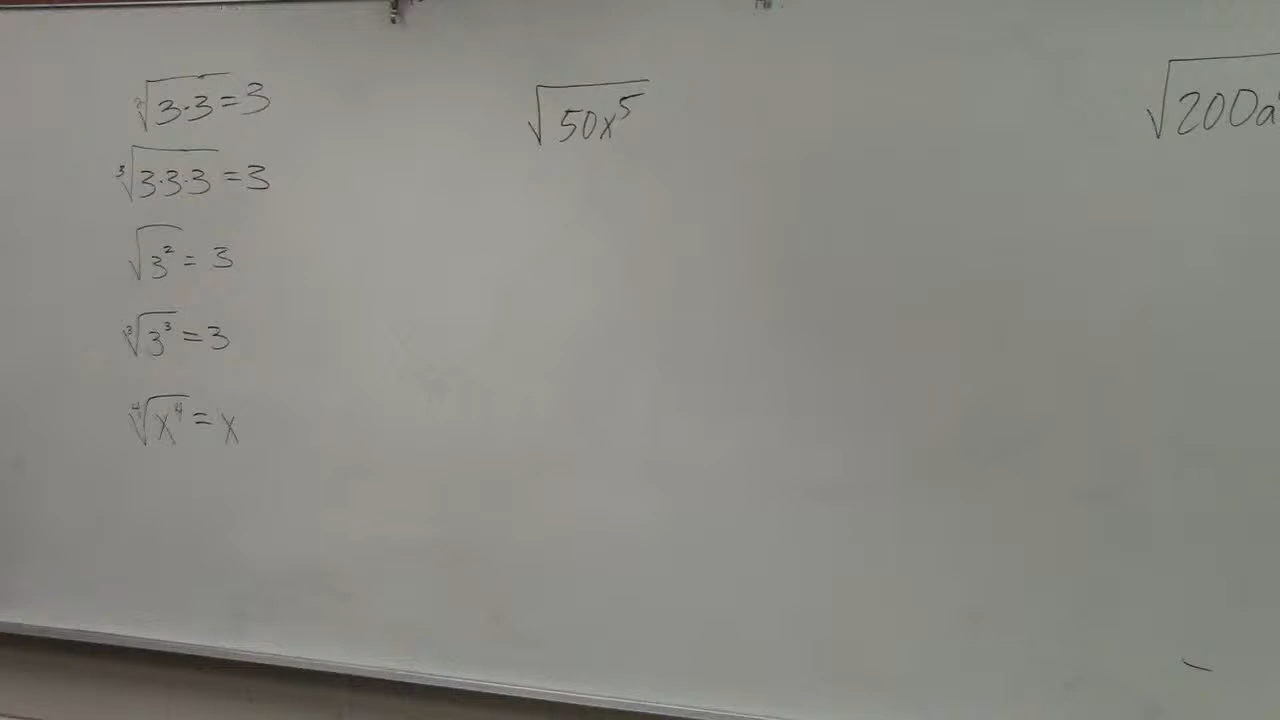 ²√3·3 = 3
³√3·3·3 = 3
√3² = 3
³√3³ = 3
⁴√x⁴ = x
√50x⁵
√200a